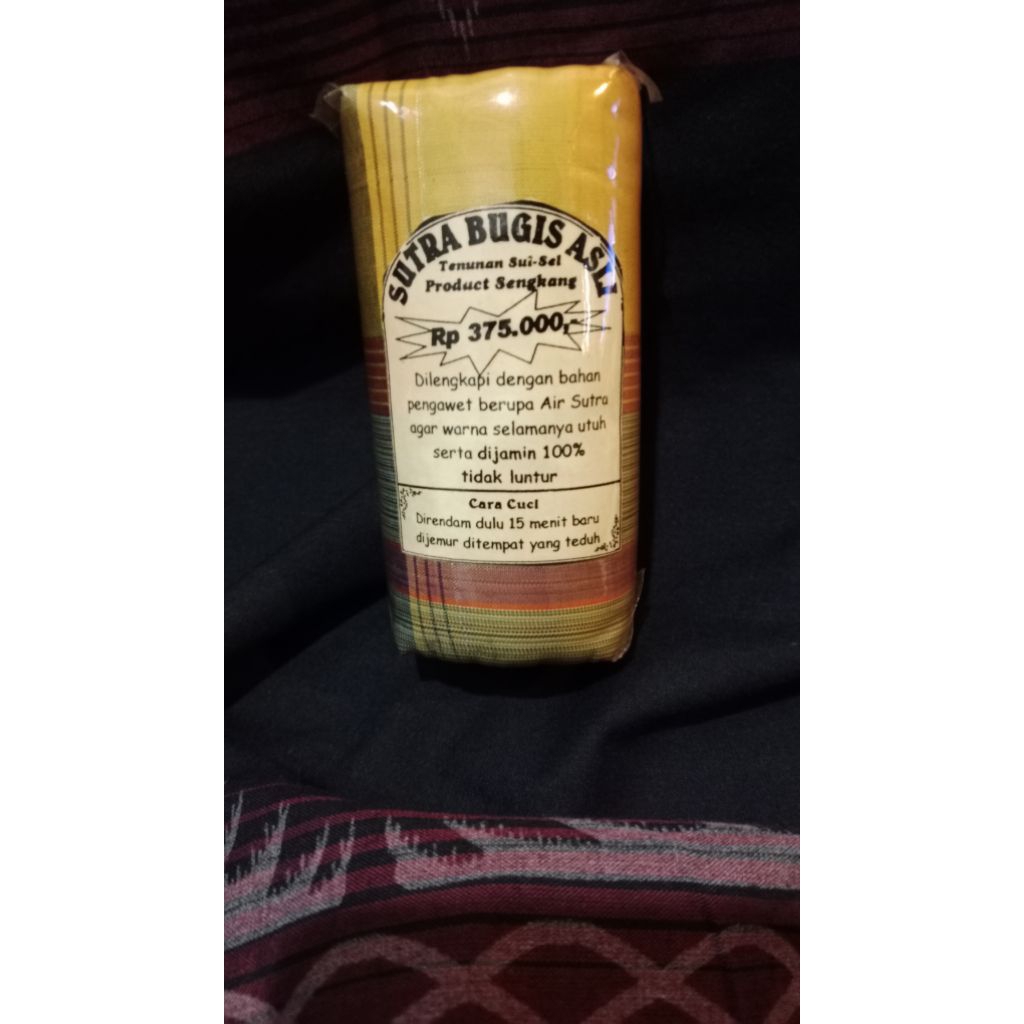 SUTRA BUGIS ASLI
Tenunan Sul-Sel
Product Sengkang
Rp 375.000,-
Dilengkapi dengan bahan
pengawet berupa Air Sutra
agar warna selamanya utuh
serta dijamin 100%
tidak luntur
Cara Cuci
Direndam dulu 15 menit baru
dijemur ditempat yang teduh